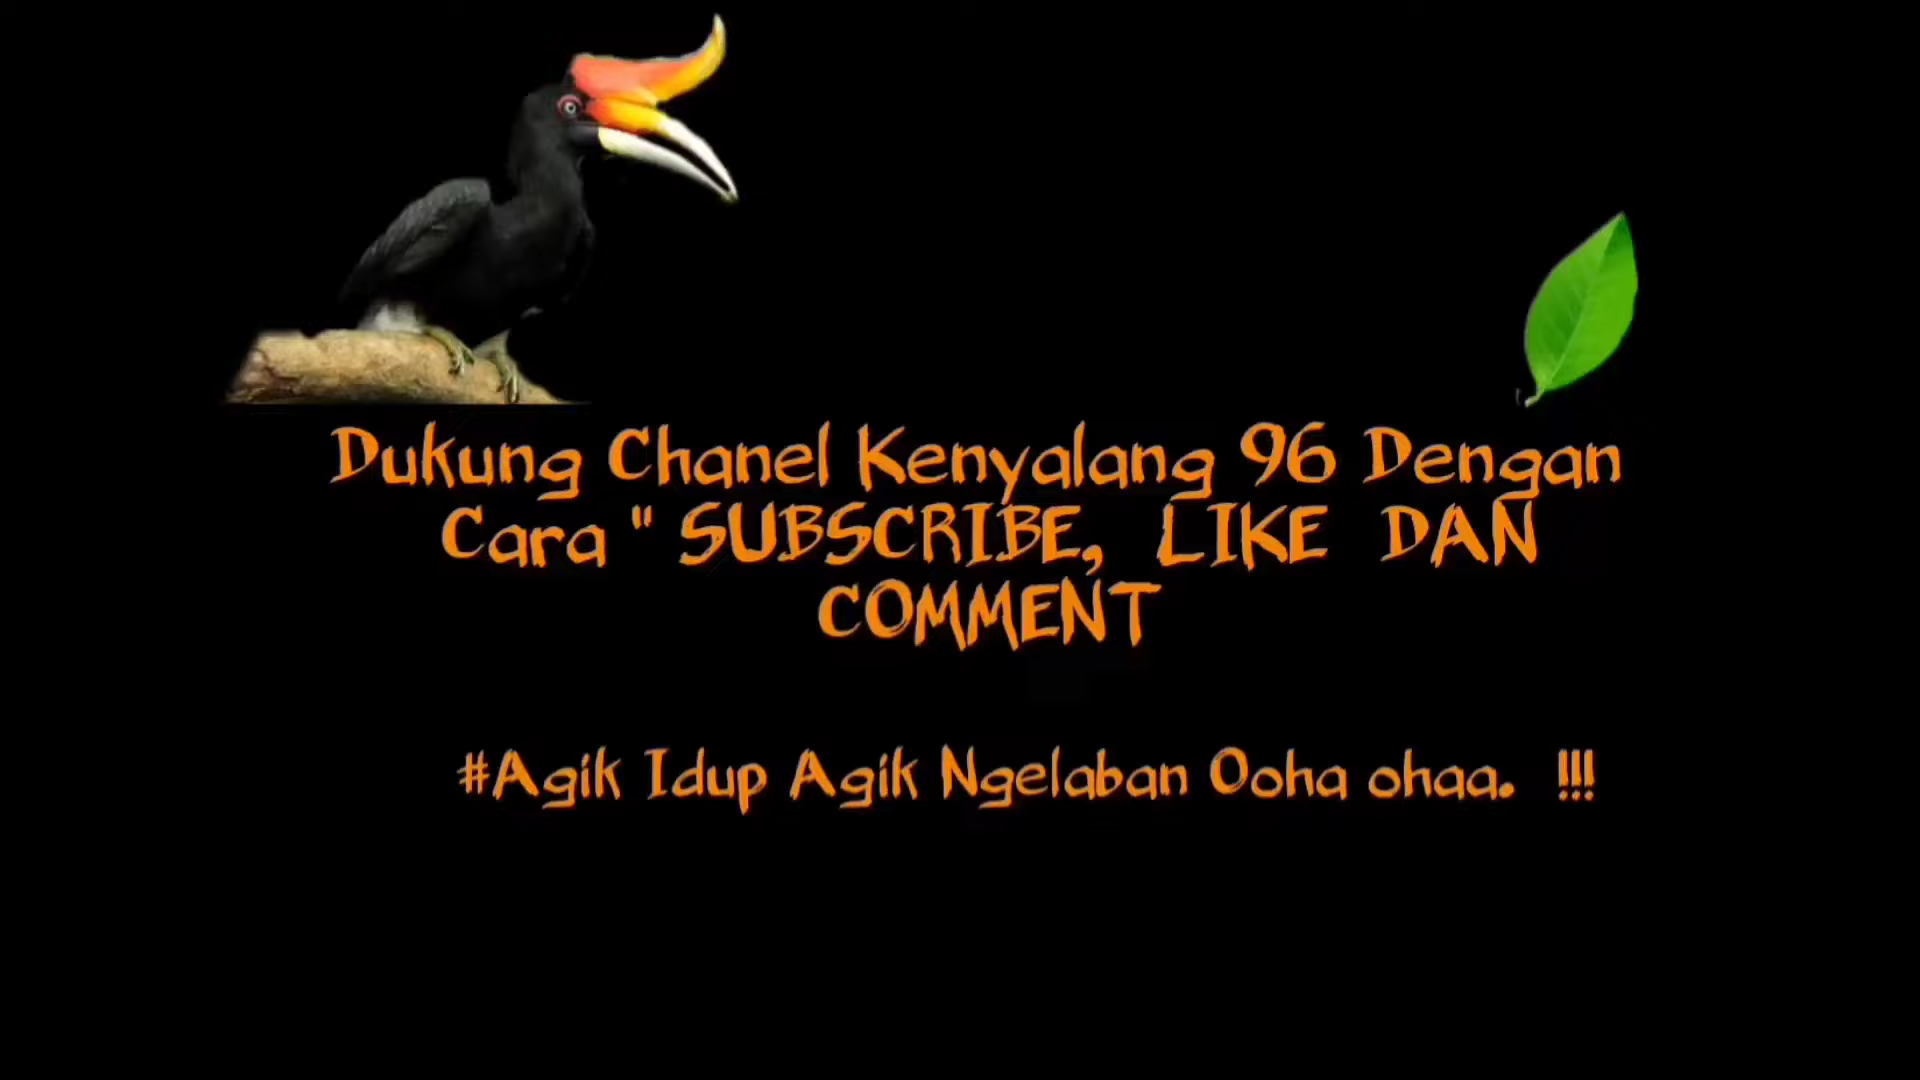 Dukung Chanel Kenyalang 96 Dengan
Cara " SUBSCRIBE, LIKE DAN
COMMENT
#Agik Idup Agik Ngelaban Ooha ohaa. !!!